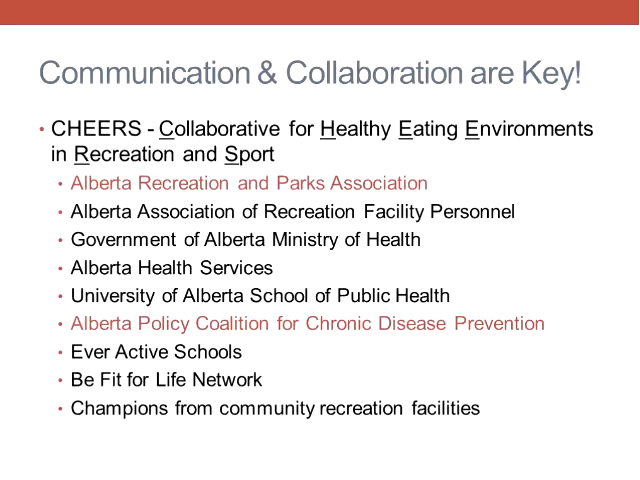 Communication & Collaboration are Key!
• CHEERS - Collaborative for Healthy Eating Environments
in Recreation and Sport
• Alberta Recreation and Parks Association
• Alberta Association of Recreation Facility Personnel
• Government of Alberta Ministry of Health
• Alberta Health Services
• University of Alberta School of Public Health
• Alberta Policy Coalition for Chronic Disease Prevention
• Ever Active Schools
• Be Fit for Life Network
• Champions from community recreation facilities